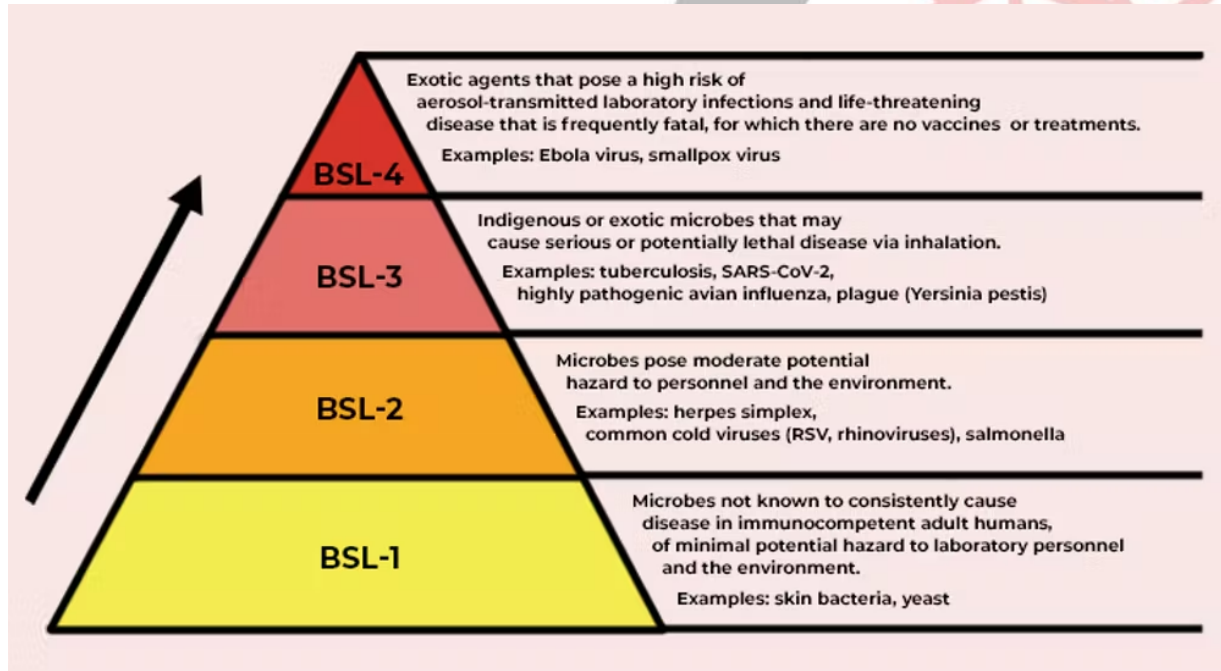 Exotic agents that pose a high risk of
aerosol-transmitted laboratory infections and life-threatening
disease that is frequently fatal, for which there are no vaccines or treatments.
Examples: Ebola virus, smallpox virus
BSL-4
Indigenous or exotic microbes that may
cause serious or potentially lethal disease via inhalation.
BSL-3
Examples: tuberculosis, SARS-CoV-2,
highly pathogenic avian influenza, plague (Yersinia pestis)
Microbes pose moderate potential
hazard to personnel and the environment.
BSL-2
Examples: herpes simplex,
common cold viruses (RSV, rhinoviruses), salmonella
Microbes not known to consistently cause
disease in immunocompetent adult humans,
of minimal potential hazard to laboratory personnel
and the environment.
BSL-1
Examples: skin bacteria, yeast